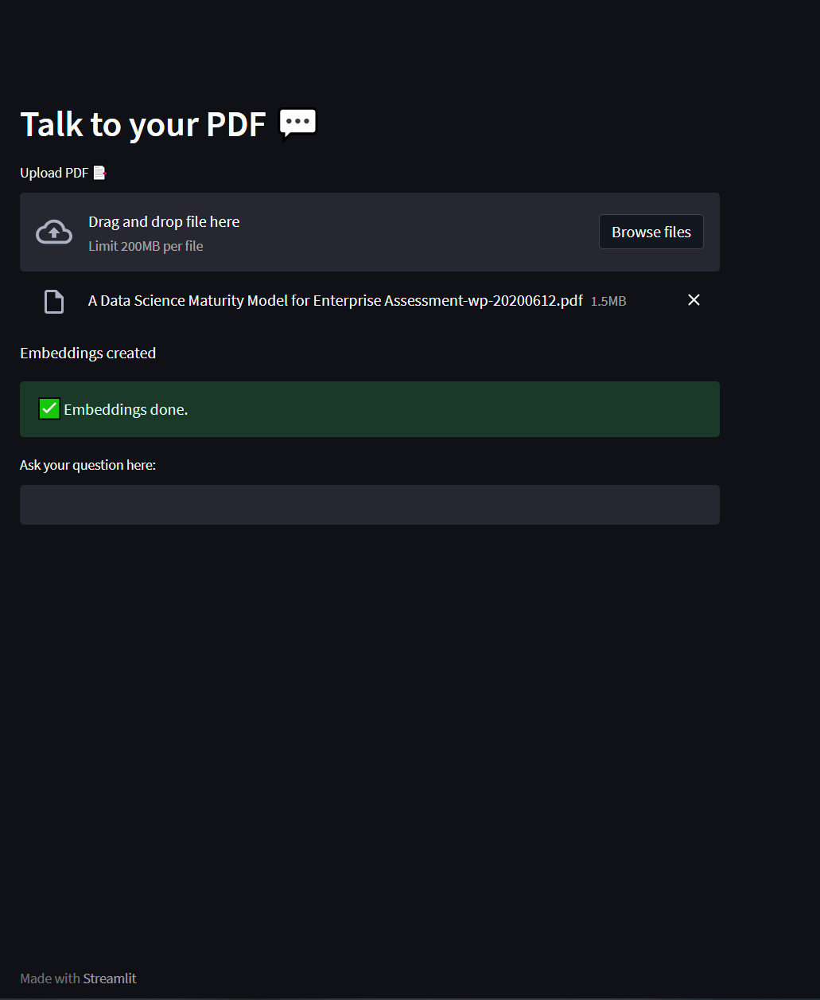 Talk to your PDF 💬
Upload PDF 📑
Drag and drop file here
Limit 200MB per file
Browse files
A Data Science Maturity Model for Enterprise Assessment-wp-20200612.pdf 1.5MB
Embeddings created
✅ Embeddings done.
Ask your question here:
Made with Streamlit